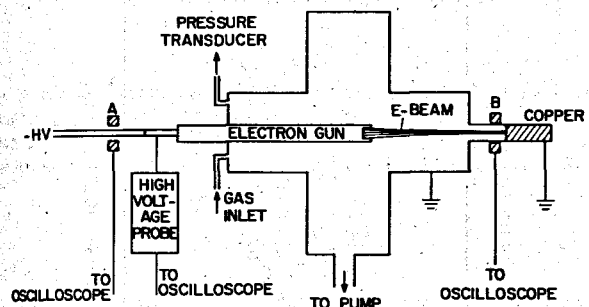 PRESSURE
TRANSDUCER
A
-HV
ELECTRON GUN
E-BEAM
B
COPPER
HIGH
VOLT-
AGE
PROBE
GAS
INLET
TO
OSCILLOSCOPE
TO
OSCILLOSCOPE
TO PUMP
TO
OSCILLOSCOPE